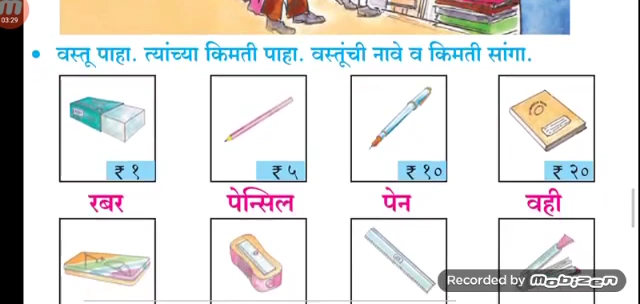 03:29
• वस्तू पाहा. त्यांच्या किमती पाहा. वस्तूंची नावे व किमती सांगा.
₹ १ ₹ ५ ₹ १० ₹ २०
रबर पेन्सिल पेन वही
Recorded by mobizen